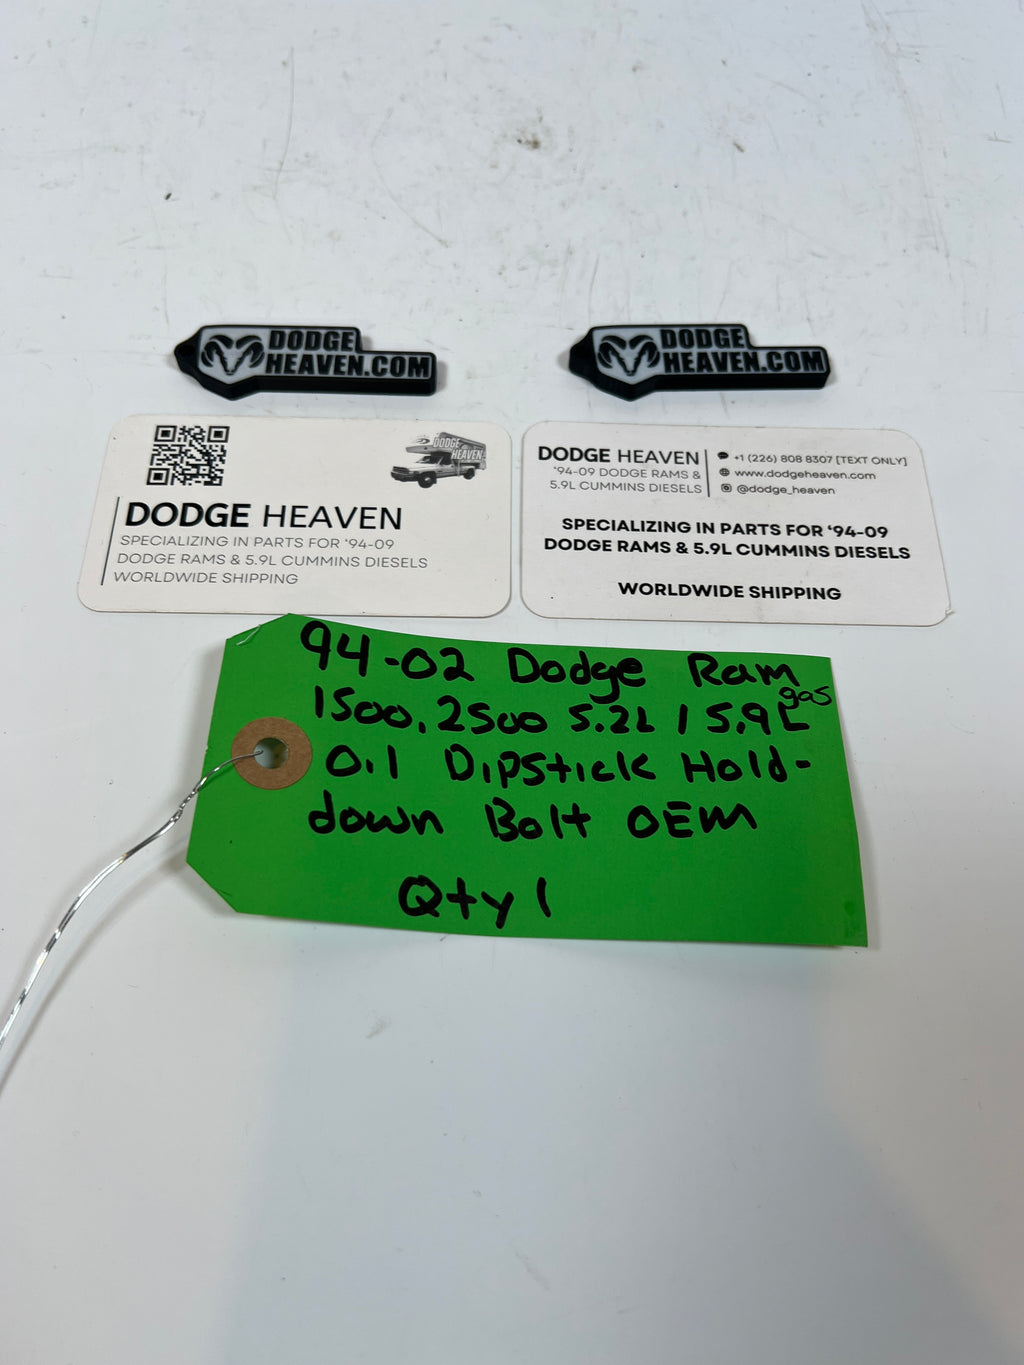 DODGE
HEAVEN.COM
DODGE
HEAVEN.COM
DODGE
HEAVEN
DODGE HEAVEN
SPECIALIZING IN PARTS FOR ‘94-09
DODGE RAMS & 5.9L CUMMINS DIESELS
WORLDWIDE SHIPPING
DODGE HEAVEN
‘94-09 DODGE RAMS &
5.9L CUMMINS DIESELS
+1 (226) 808 8307 [TEXT ONLY]
www.dodgeheaven.com
@dodge_heaven
SPECIALIZING IN PARTS FOR ‘94-09
DODGE RAMS & 5.9L CUMMINS DIESELS
WORLDWIDE SHIPPING
94-02 Dodge Ram
1500, 2500 5.2L / 5.9L gas
Oil Dipstick Hold-
down Bolt OEM
Qty 1